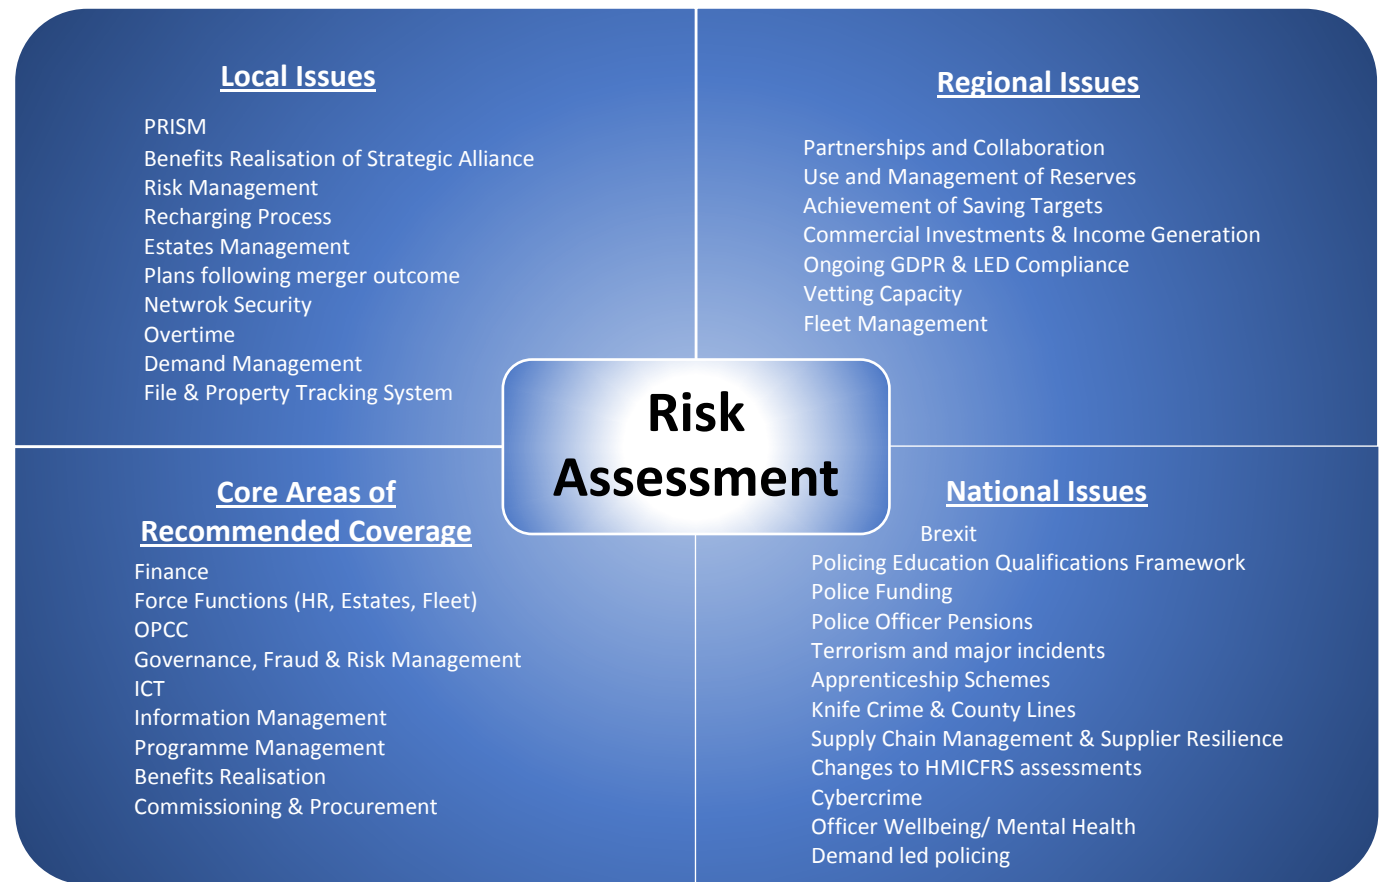 Local Issues
PRISM
Benefits Realisation of Strategic Alliance
Risk Management
Recharging Process
Estates Management
Plans following merger outcome
Netwrok Security
Overtime
Demand Management
File & Property Tracking System
Regional Issues
Partnerships and Collaboration
Use and Management of Reserves
Achievement of Saving Targets
Commercial Investments & Income Generation
Ongoing GDPR & LED Compliance
Vetting Capacity
Fleet Management
Risk
Assessment
Core Areas of
Recommended Coverage
Finance
Force Functions (HR, Estates, Fleet)
OPCC
Governance, Fraud & Risk Management
ICT
Information Management
Programme Management
Benefits Realisation
Commissioning & Procurement
National Issues
Brexit
Policing Education Qualifications Framework
Police Funding
Police Officer Pensions
Terrorism and major incidents
Apprenticeship Schemes
Knife Crime & County Lines
Supply Chain Management & Supplier Resilience
Changes to HMICFRS assessments
Cybercrime
Officer Wellbeing/ Mental Health
Demand led policing